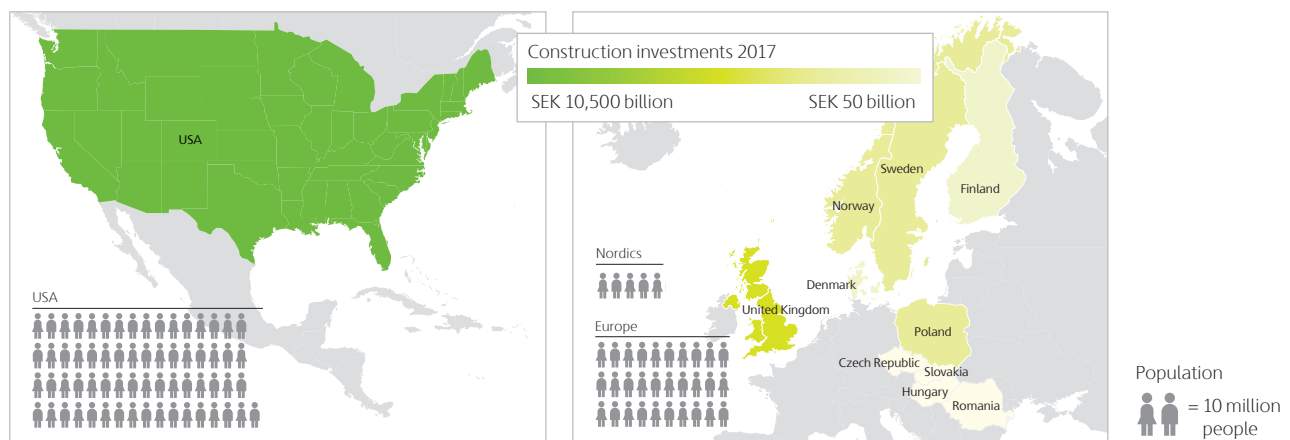 Construction investments 2017
SEK 10,500 billion
SEK 50 billion
USA
Sweden
Finland
Norway
Nordics
Denmark
USA
United Kingdom
Europe
Poland
Czech Republic
Slovakia
Hungary
Romania
Population
= 10 million
people